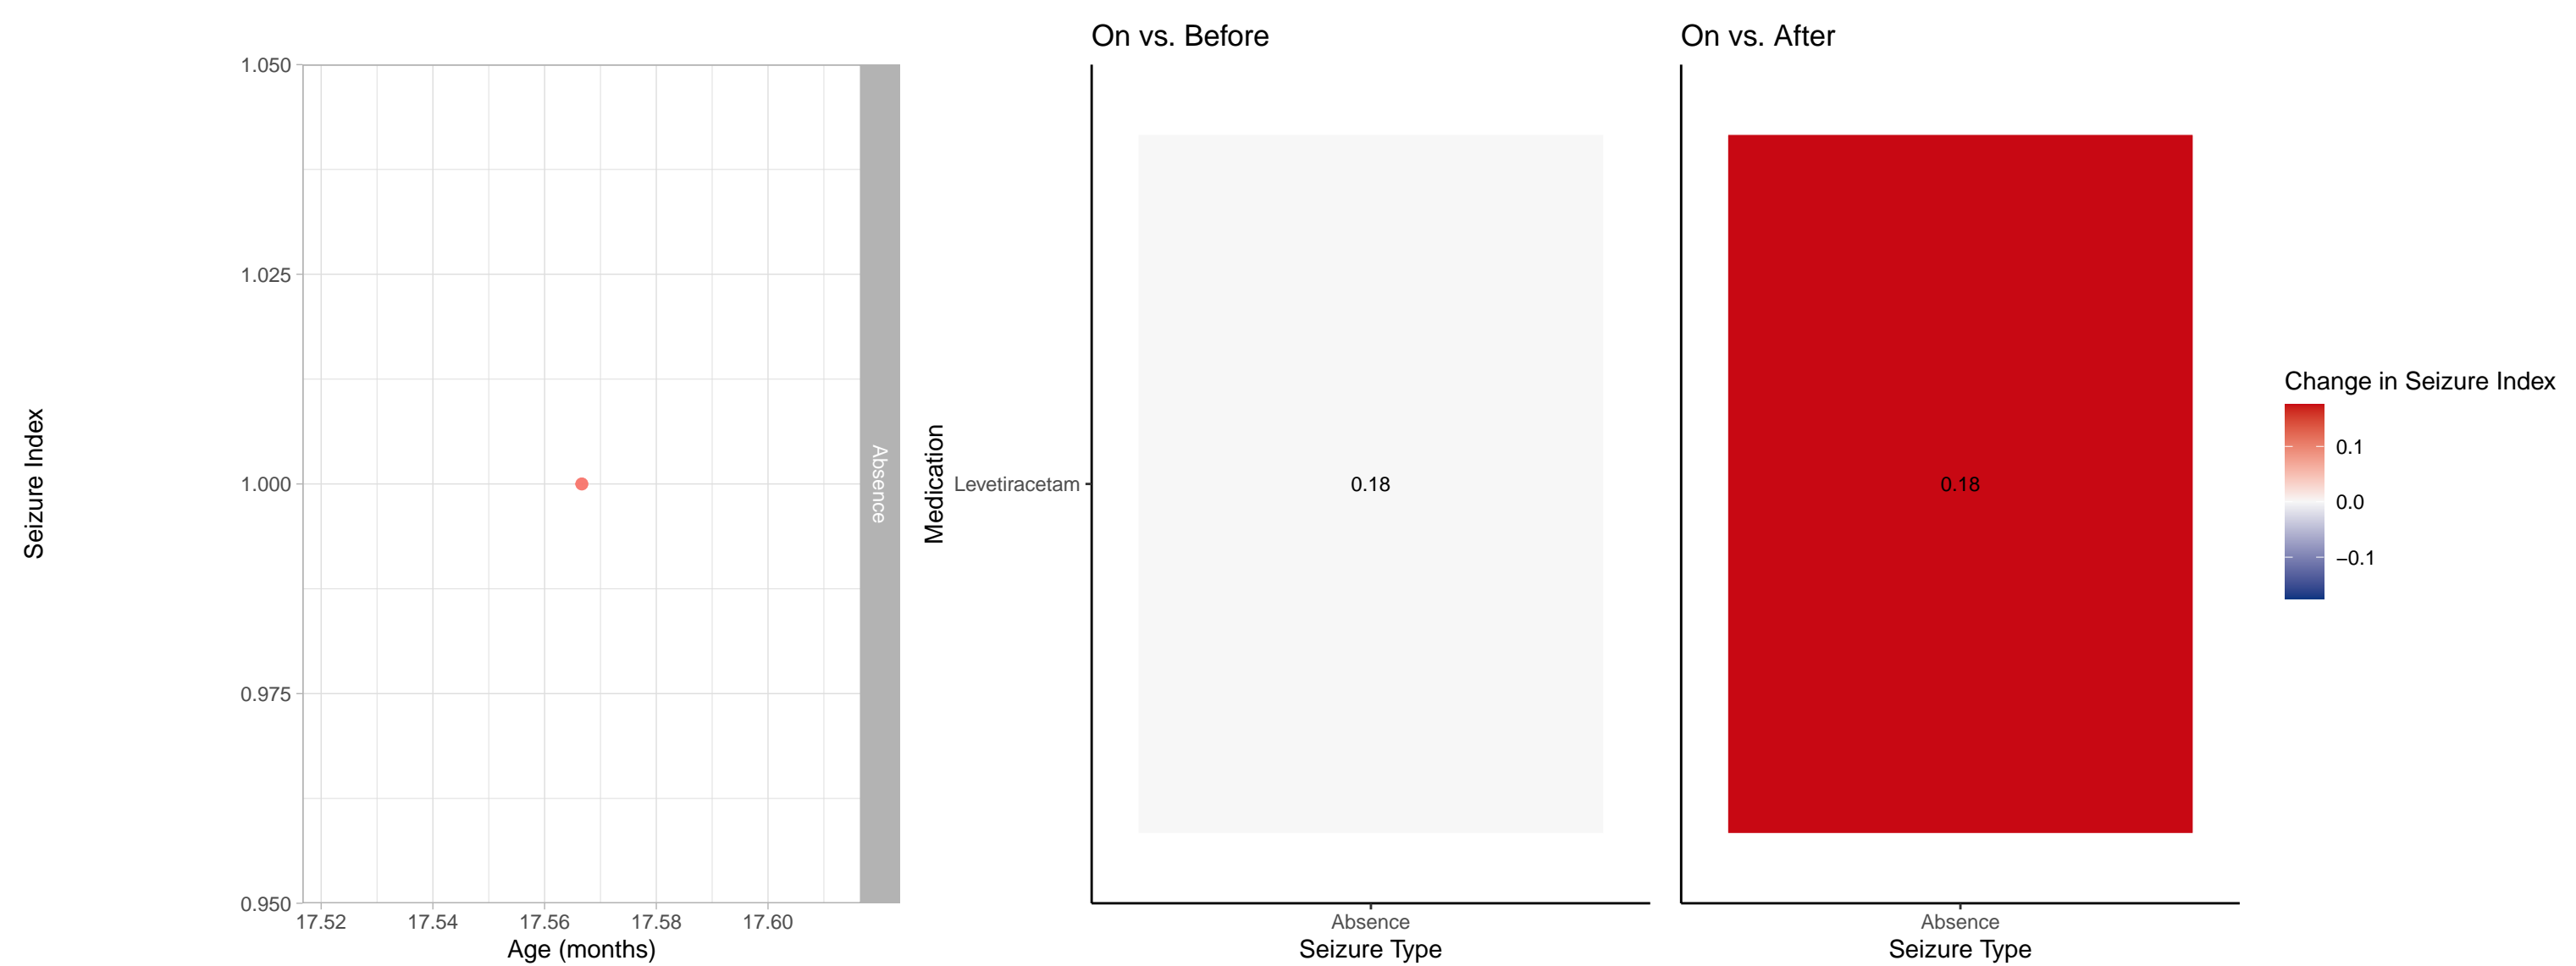 On vs. Before
On vs. After
1.050
1.025
1.000
0.975
0.950
Seizure Index
17.52
17.54
17.56
17.58
17.60
Age (months)
Absence
Medication
Levetiracetam
0.18
Absence
Seizure Type
0.18
Absence
Seizure Type
Change in Seizure Index
0.1
0.0
−0.1